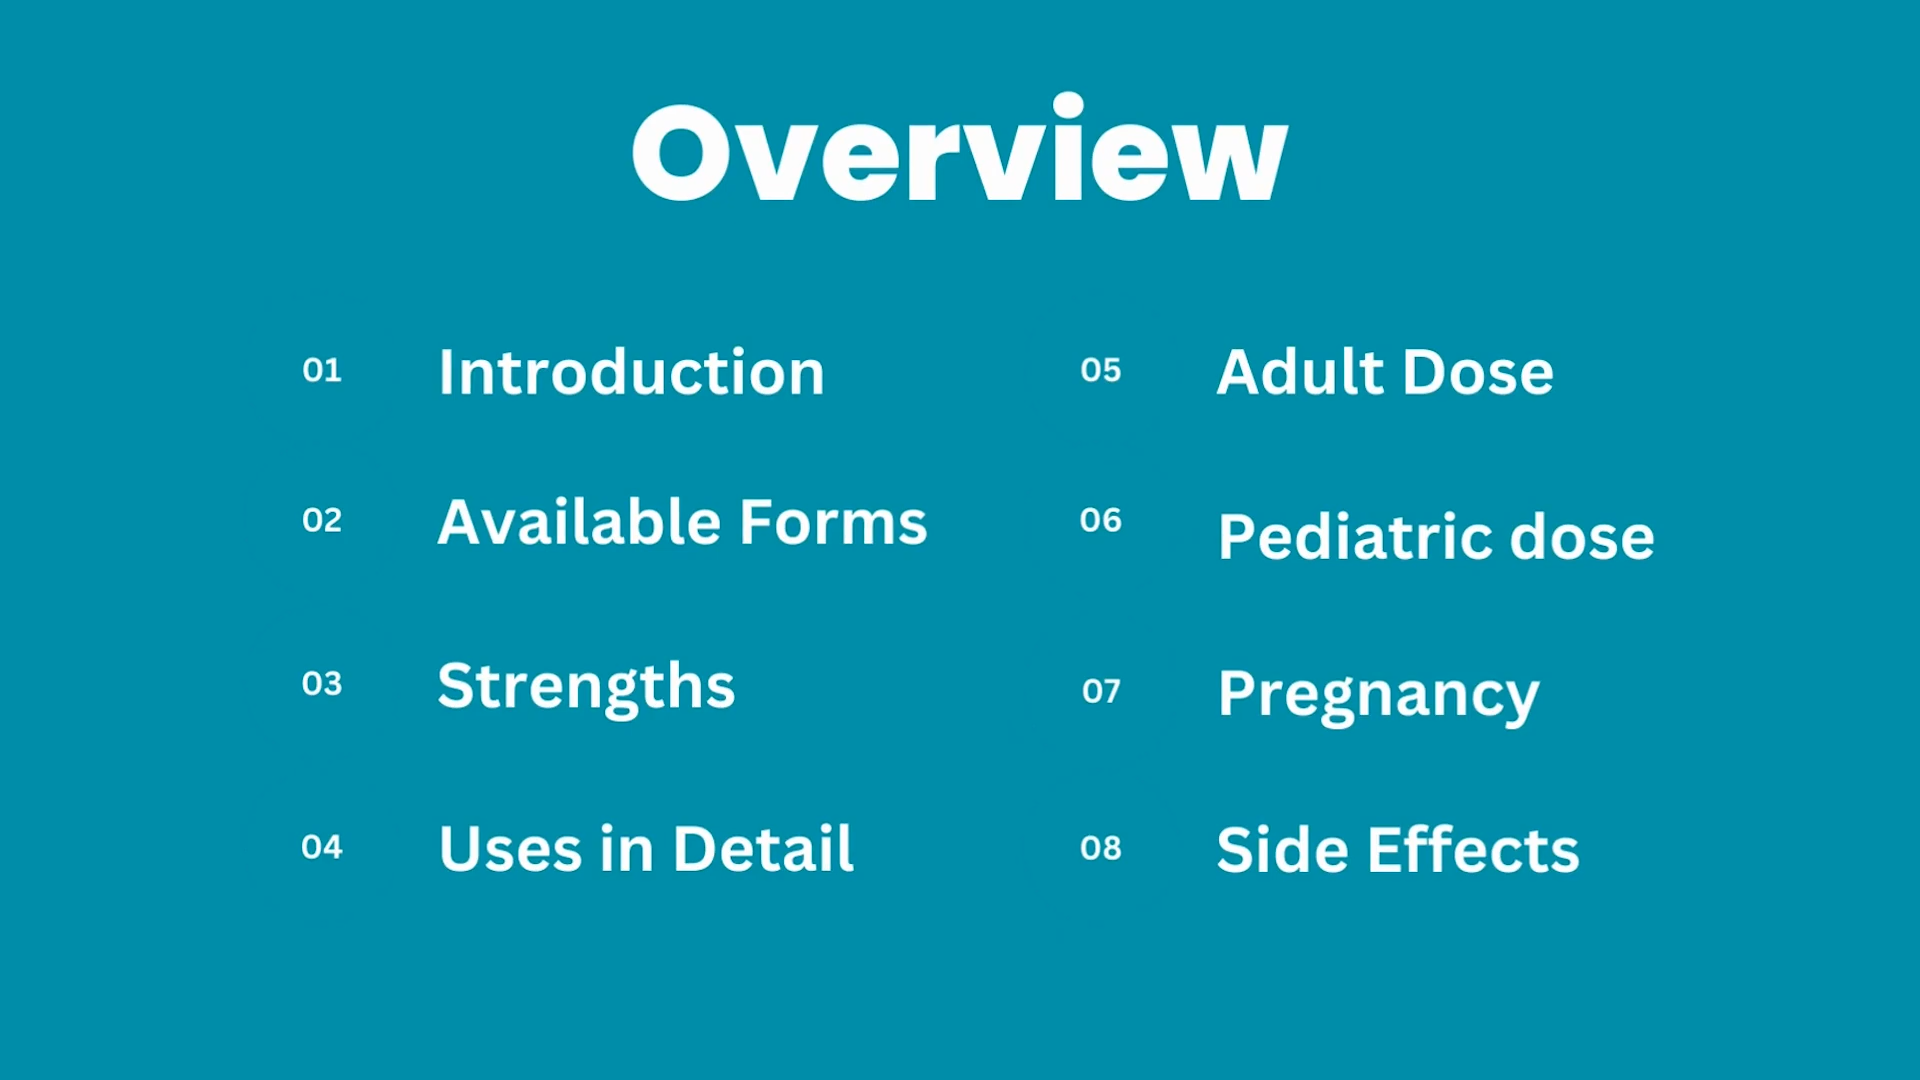 Overview
01 Introduction
02 Available Forms
03 Strengths
04 Uses in Detail
05 Adult Dose
06 Pediatric dose
07 Pregnancy
08 Side Effects